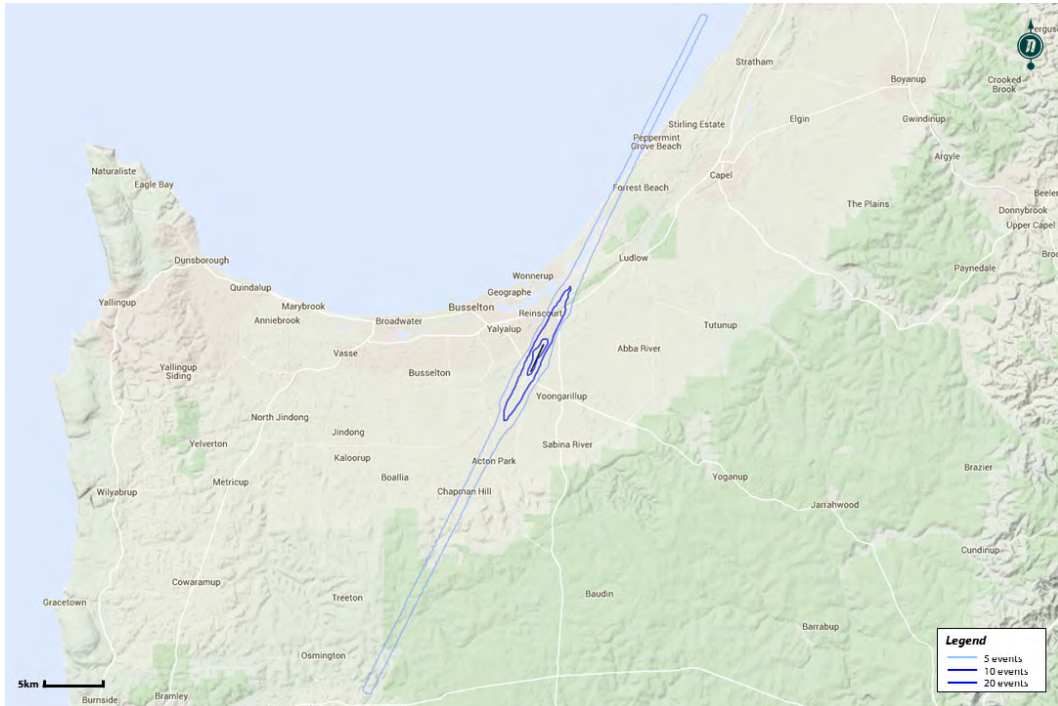 Fergus
Stratham
Boyanup
Crooked
Brook
Stirling Estate
Elgin
Gwindinup
Peppermint
Grove Beach
Argyle
Naturaliste
Eagle Bay
Capel
Forrest Beach
The Plains
Donnybrook
Beeler
Upper Capel
Dunsborough
Ludlow
Broo
Paynedale
Wonnerup
Quindalup
Geographe
Yallingup
Marybrook
Busselton
Reinscourt
Anniebrook
Broadwater
Yalyalup
Tutunup
Vasse
Abba River
Yallingup
Siding
Busselton
Yoongarillup
North Jindong
Jindong
Yelverton
Sabina River
Kaloorup
Acton Park
Metricup
Boallia
Brazier
Wilyabrup
Chapman Hill
Yoganup
Jarrahwood
Cundinup
Cowaramup
Gracetown
Treeton
Baudin
Barrabup
Osmington
Legend
5 events
10 events
20 events
5km
Burnside
Bramley